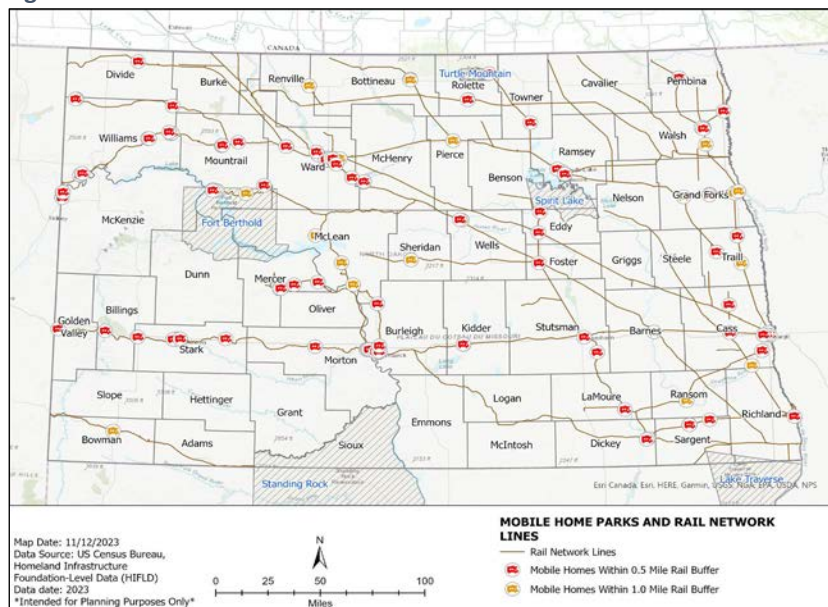 CANADA
Divide
Burke
Renville
Bottineau
Turtle Mountain
Rolette
Towner
Cavalier
Pembina
Williams
Mountrail
Ward
McHenry
Pierce
Benson
Ramsey
Walsh
Spirit Lake
Nelson
Grand Forks
McKenzie
Fort Berthold
McLean
Sheridan
Wells
Eddy
Foster
Griggs
Steele
Traill
Dunn
Mercer
Oliver
Golden
Valley
Billings
Stark
Morton
Burleigh
Kidder
Stutsman
Barnes
Cass
PLATEAU DU COTEAU DU MISSOURI
Slope
Hettinger
Grant
Emmons
Logan
LaMoure
Ransom
Richland
Bowman
Adams
Sioux
McIntosh
Dickey
Sargent
Standing Rock
Lake Traverse
Esri Canada, Esri, HERE, Garmin, USGS, NGA, EPA, USDA, NPS
Map Date: 11/12/2023
Data Source: US Census Bureau,
Homeland Infrastructure
Foundation-Level Data (HIFLD)
Data date: 2023
*Intended for Planning Purposes Only*
N
0 25 50 100
Miles
MOBILE HOME PARKS AND RAIL NETWORK
LINES
Rail Network Lines
Mobile Homes Within 0.5 Mile Rail Buffer
Mobile Homes Within 1.0 Mile Rail Buffer